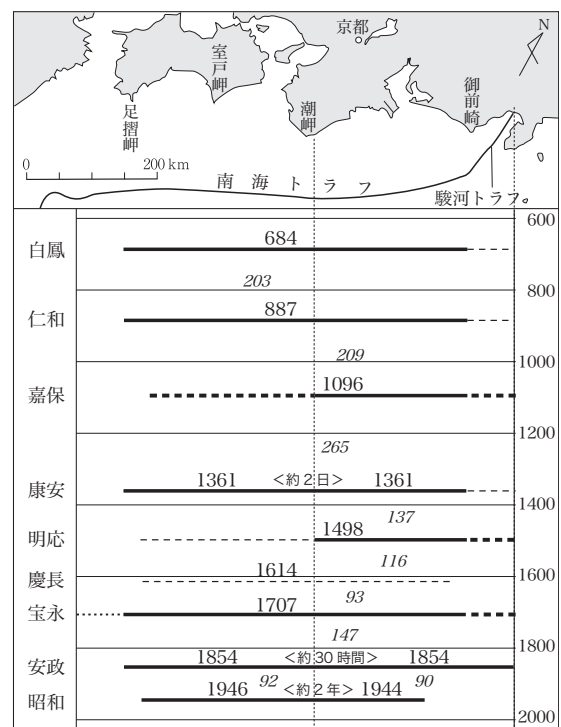 京都
N
室戸岬
御前崎
足摺岬
潮岬
0 200 km
南海トラフ
駿河トラフ
600
白鳳 684
203
800
仁和 887
209
1000
嘉保 1096
1200
265
康安 1361 <約2日> 1361
1400
137
明応 1498
116
慶長 1614
1600
93
宝永 1707
147
1800
安政 1854 <約30時間> 1854
92 90
昭和 1946 <約2年> 1944
2000